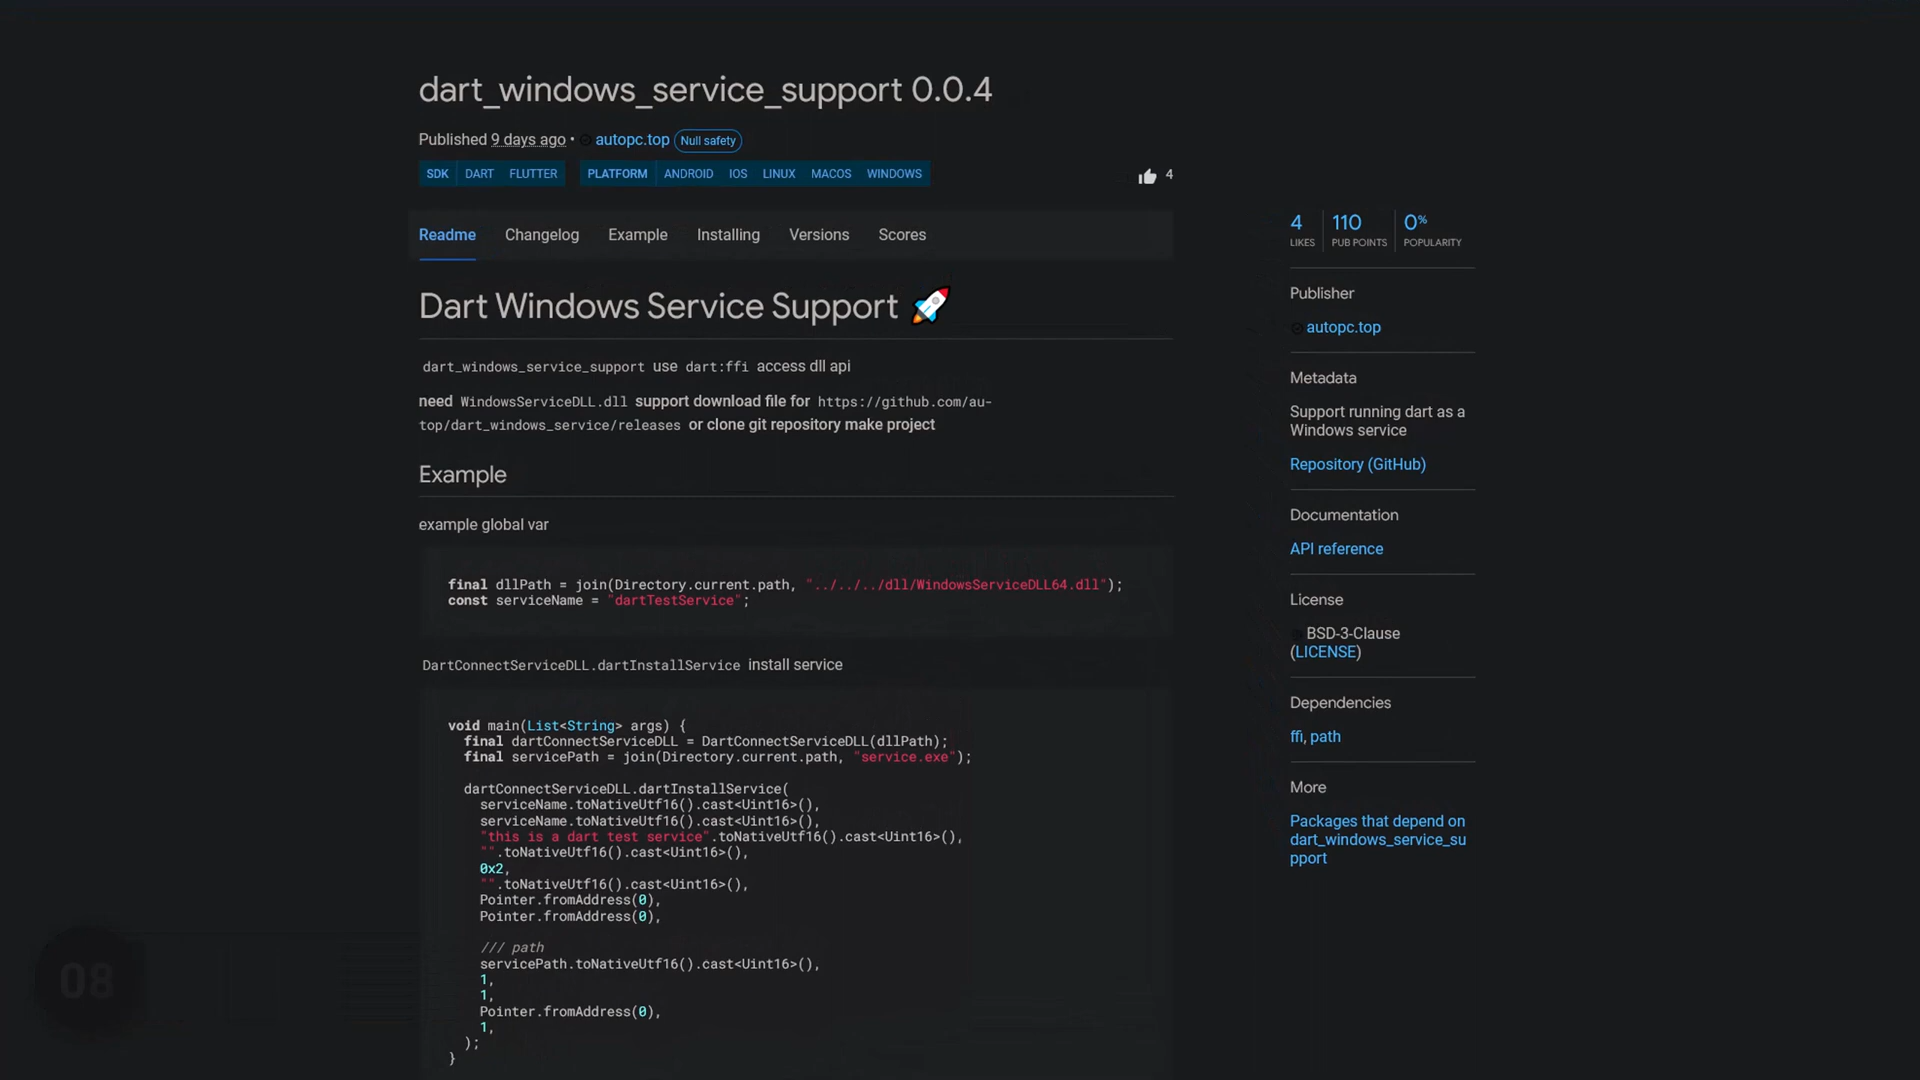 dart_windows_service_support 0.0.4
Published 9 days ago • autopc.top Null safety
SDK DART FLUTTER PLATFORM ANDROID IOS LINUX MACOS WINDOWS
4
Readme Changelog Example Installing Versions Scores
Dart Windows Service Support 🚀
dart_windows_service_support use dart:ffi access dll api
need WindowsServiceDLL.dll support download file for https://github.com/au-
top/dart_windows_service/releases or clone git repository make project
Example
example global var
final dllPath = join(Directory.current.path, "../../../dll/WindowsServiceDLL64.dll");
const serviceName = "dartTestService";
DartConnectServiceDLL.dartInstallService install service
void main(List<String> args) {
final dartConnectServiceDLL = DartConnectServiceDLL(dllPath);
final servicePath = join(Directory.current.path, "service.exe");
dartConnectServiceDLL.dartInstallService(
serviceName.toNativeUtf16().cast<Uint16>(),
serviceName.toNativeUtf16().cast<Uint16>(),
"this is a dart test service".toNativeUtf16().cast<Uint16>(),
"".toNativeUtf16().cast<Uint16>(),
0x2,
"".toNativeUtf16().cast<Uint16>(),
Pointer.fromAddress(0),
Pointer.fromAddress(0),
/// path
servicePath.toNativeUtf16().cast<Uint16>(),
1,
1,
Pointer.fromAddress(0),
1,
);
}
4 110 0%
LIKES PUB POINTS POPULARITY
Publisher
autopc.top
Metadata
Support running dart as a
Windows service
Repository (GitHub)
Documentation
API reference
License
BSD-3-Clause
(LICENSE)
Dependencies
ffi, path
More
Packages that depend on
dart_windows_service_su
pport
08